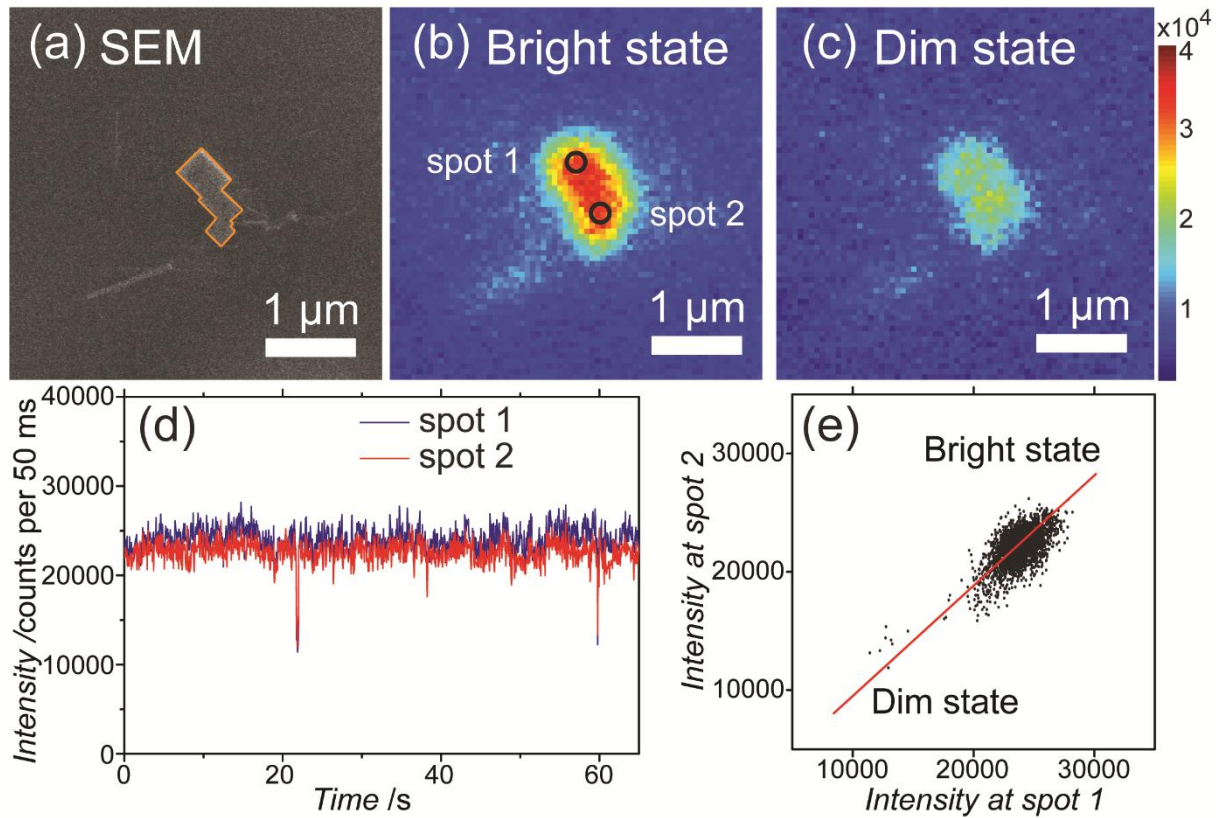 (a) SEM
1 μm
(b) Bright state
spot 1
spot 2
1 μm
(c) Dim state
1 μm
x10⁴
4
3
2
1
(d)
spot 1
spot 2
Intensity /counts per 50 ms
40000
30000
20000
10000
0
0 20 40 60
Time /s
(e)
Bright state
Dim state
Intensity at spot 2
30000
20000
10000
10000 20000 30000
Intensity at spot 1